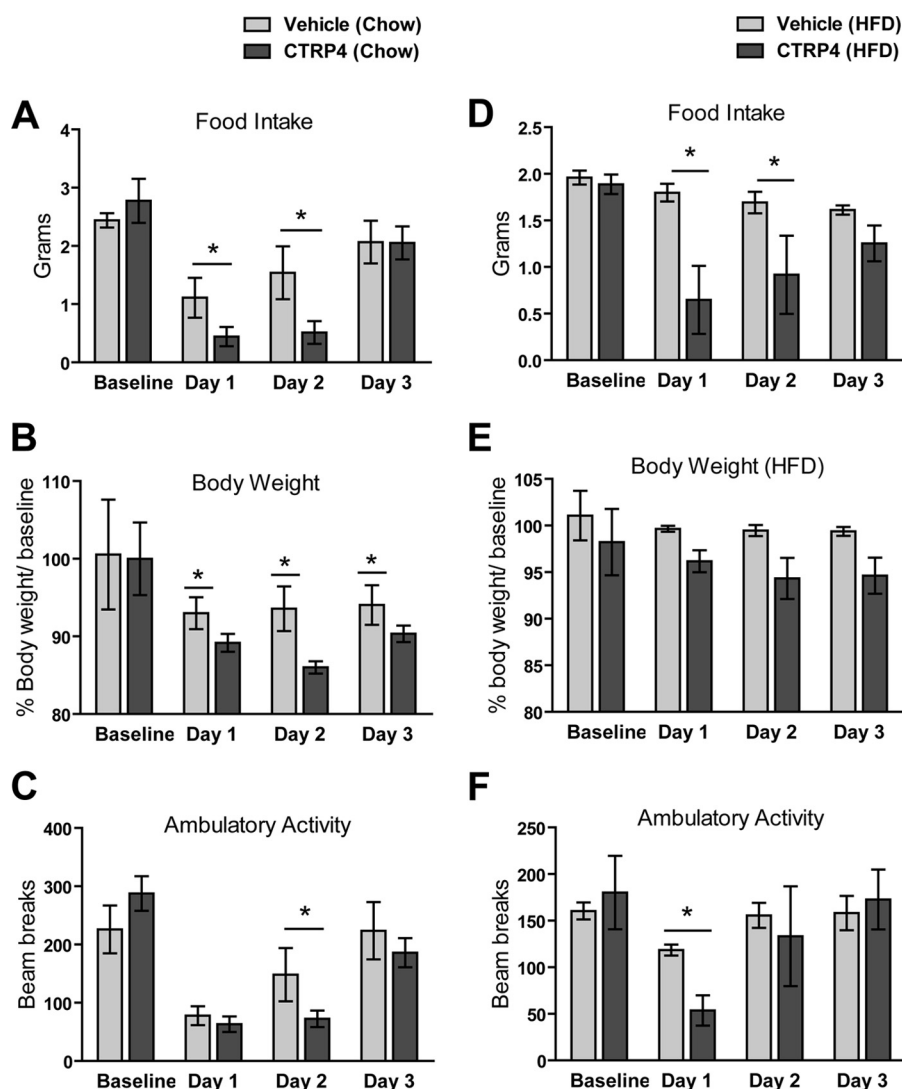 Vehicle (Chow)
CTRP4 (Chow)
Vehicle (HFD)
CTRP4 (HFD)
A
Food Intake
Grams
4
3
2
1
0
*
*
Baseline Day 1 Day 2 Day 3
D
Food Intake
Grams
2.5
2.0
1.5
1.0
0.5
0.0
*
*
Baseline Day 1 Day 2 Day 3
B
Body Weight
% Body weight/ baseline
110
100
90
80
*
*
*
Baseline Day 1 Day 2 Day 3
E
Body Weight (HFD)
% body weight/ baseline
105
100
95
90
85
80
Baseline Day 1 Day 2 Day 3
C
Ambulatory Activity
Beam breaks
400
300
200
100
0
*
Baseline Day 1 Day 2 Day 3
F
Ambulatory Activity
Beam breaks
250
200
150
100
50
0
*
Baseline Day 1 Day 2 Day 3